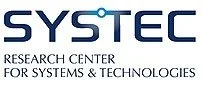 SYSTEC
RESEARCH CENTER
FOR SYSTEMS & TECHNOLOGIES